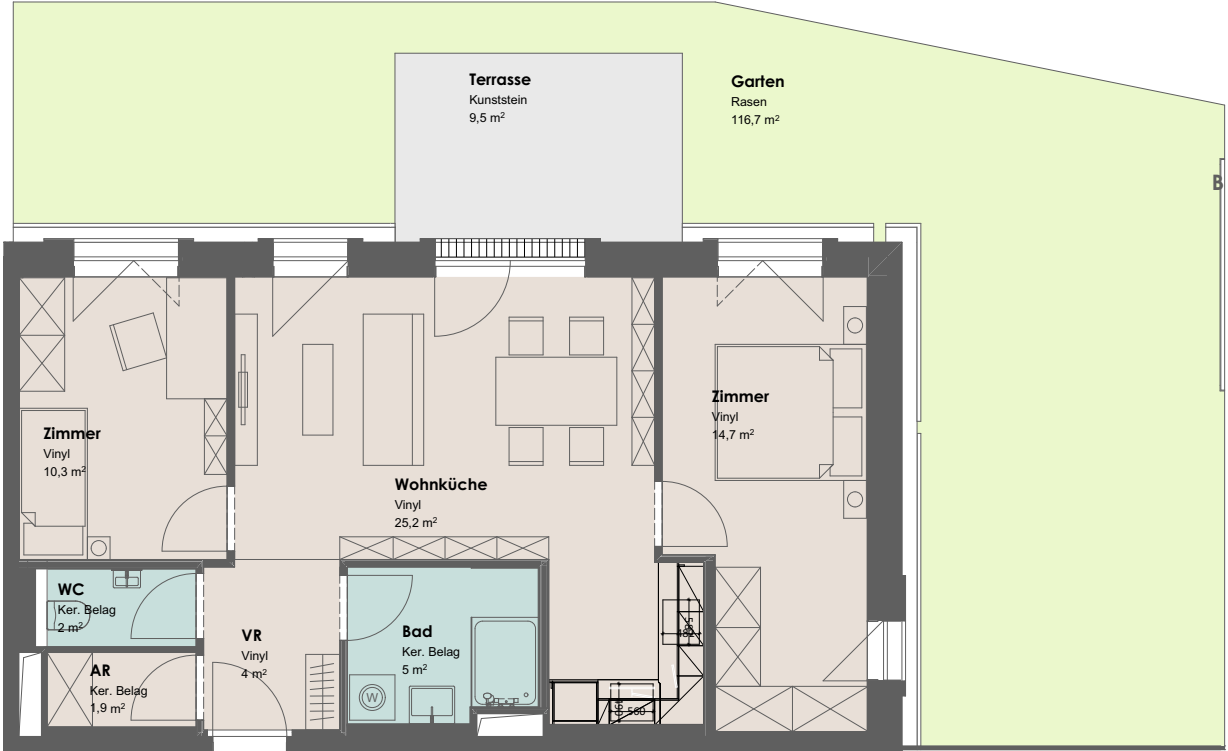 Terrasse
Kunststein
9,5 m²
Garten
Rasen
116,7 m²
B
Zimmer
Vinyl
10,3 m²
Wohnküche
Vinyl
25,2 m²
Zimmer
Vinyl
14,7 m²
WC
Ker. Belag
2 m²
AR
Ker. Belag
1,9 m²
VR
Vinyl
4 m²
Bad
Ker. Belag
5 m²
W
560